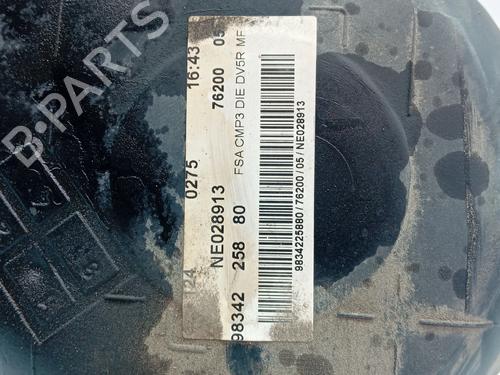 124 0275 16:43
NE028913 76200 05
98342 258 80 FSA CMP3 DIE DV5R MF
9834225880/76200/05/NE028913
B-PARTS